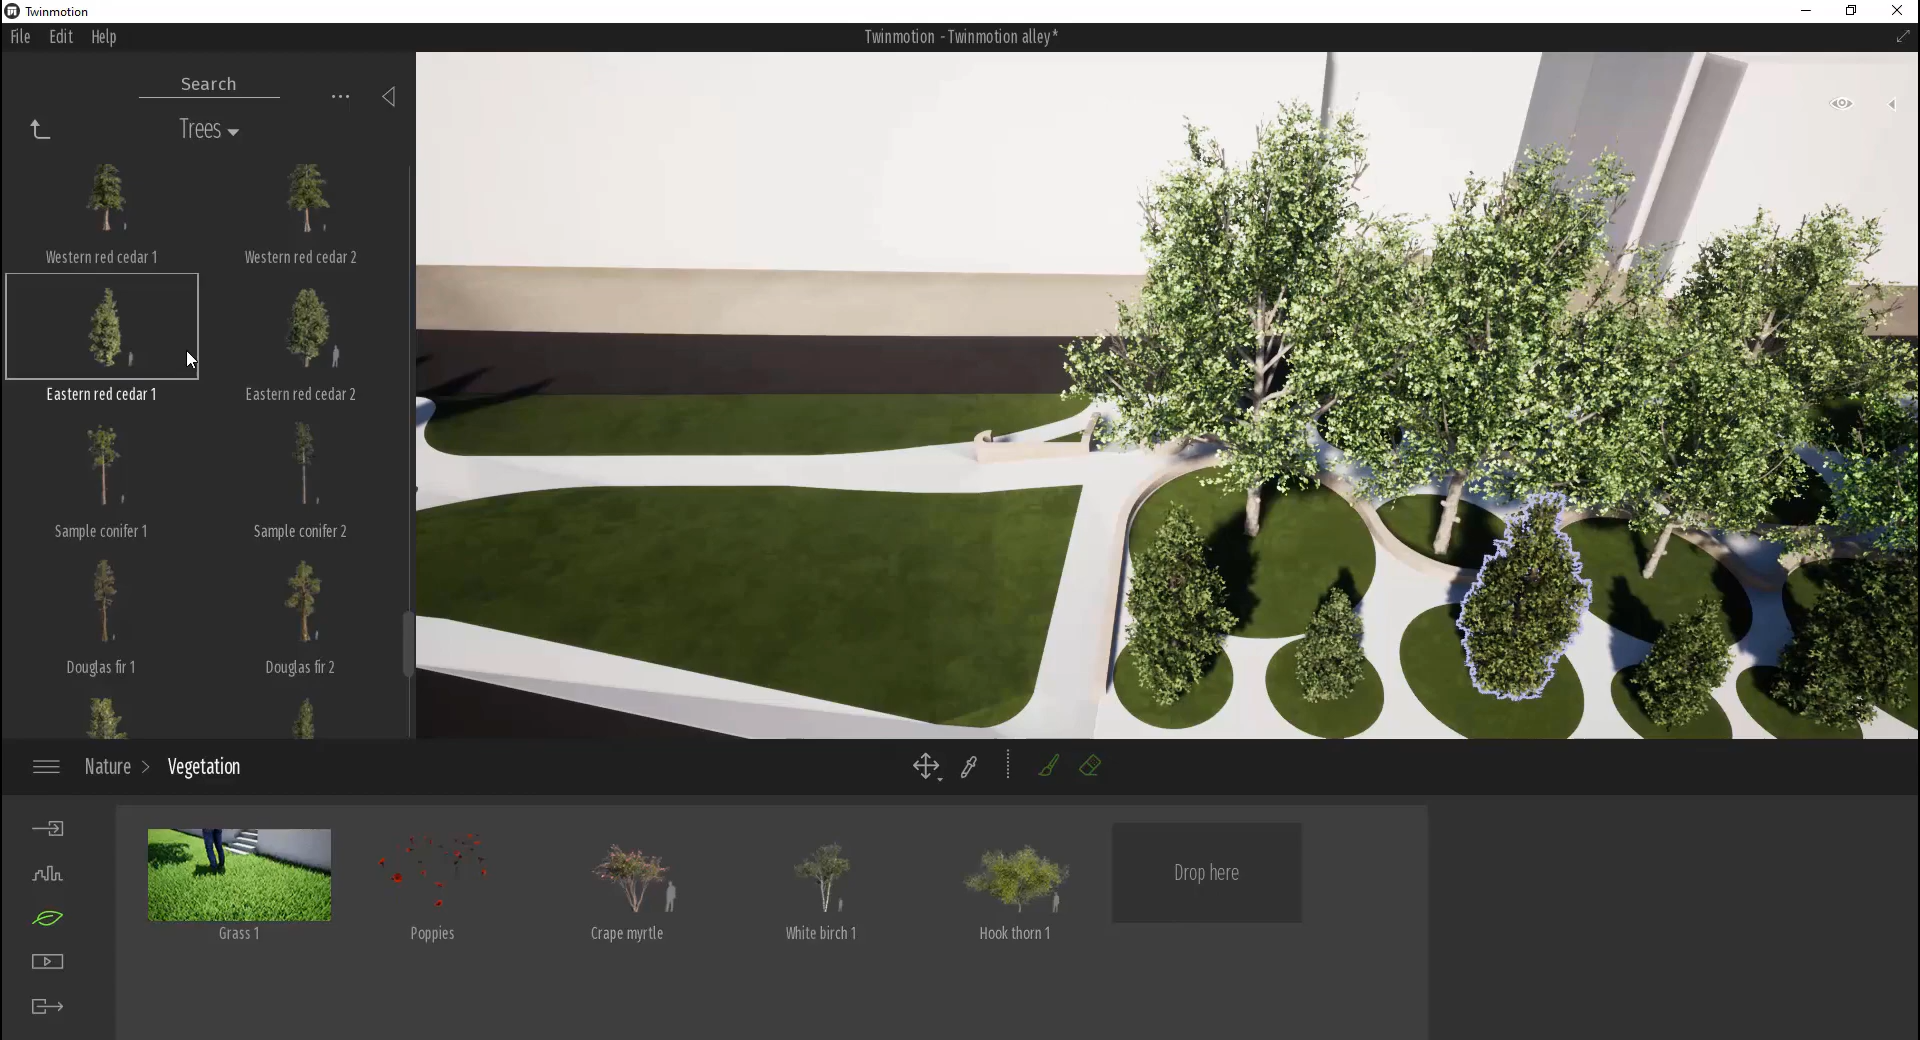 Twinmotion
File Edit Help
Twinmotion - Twinmotion alley*
Search
...
Trees
Western red cedar 1
Western red cedar 2
Eastern red cedar 1
Eastern red cedar 2
Sample conifer 1
Sample conifer 2
Douglas fir 1
Douglas fir 2
Nature > Vegetation
Grass 1
Poppies
Crape myrtle
White birch 1
Hook thorn 1
Drop here